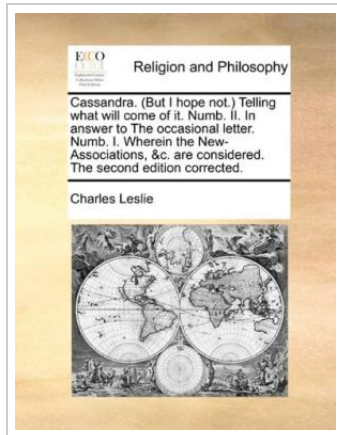 ECCO
Religion and Philosophy
Cassandra. (But I hope not.) Telling
what will come of it. Numb. II. In
answer to The occasional letter.
Numb. I. Wherein the New-
Associations, &c. are considered.
The second edition corrected.
Charles Leslie